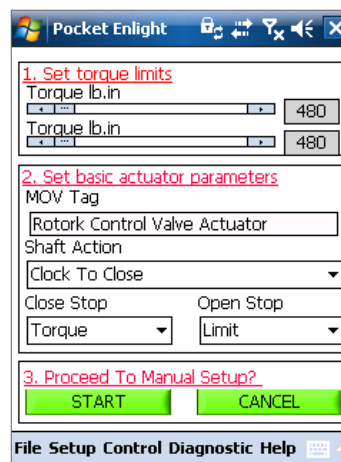 Pocket Enlight
1. Set torque limits
Torque lb.in
480
Torque lb.in
480
2. Set basic actuator parameters
MOV Tag
Rotork Control Valve Actuator
Shaft Action
Clock To Close
Close Stop Open Stop
Torque Limit
3. Proceed To Manual Setup?
START CANCEL
File Setup Control Diagnostic Help